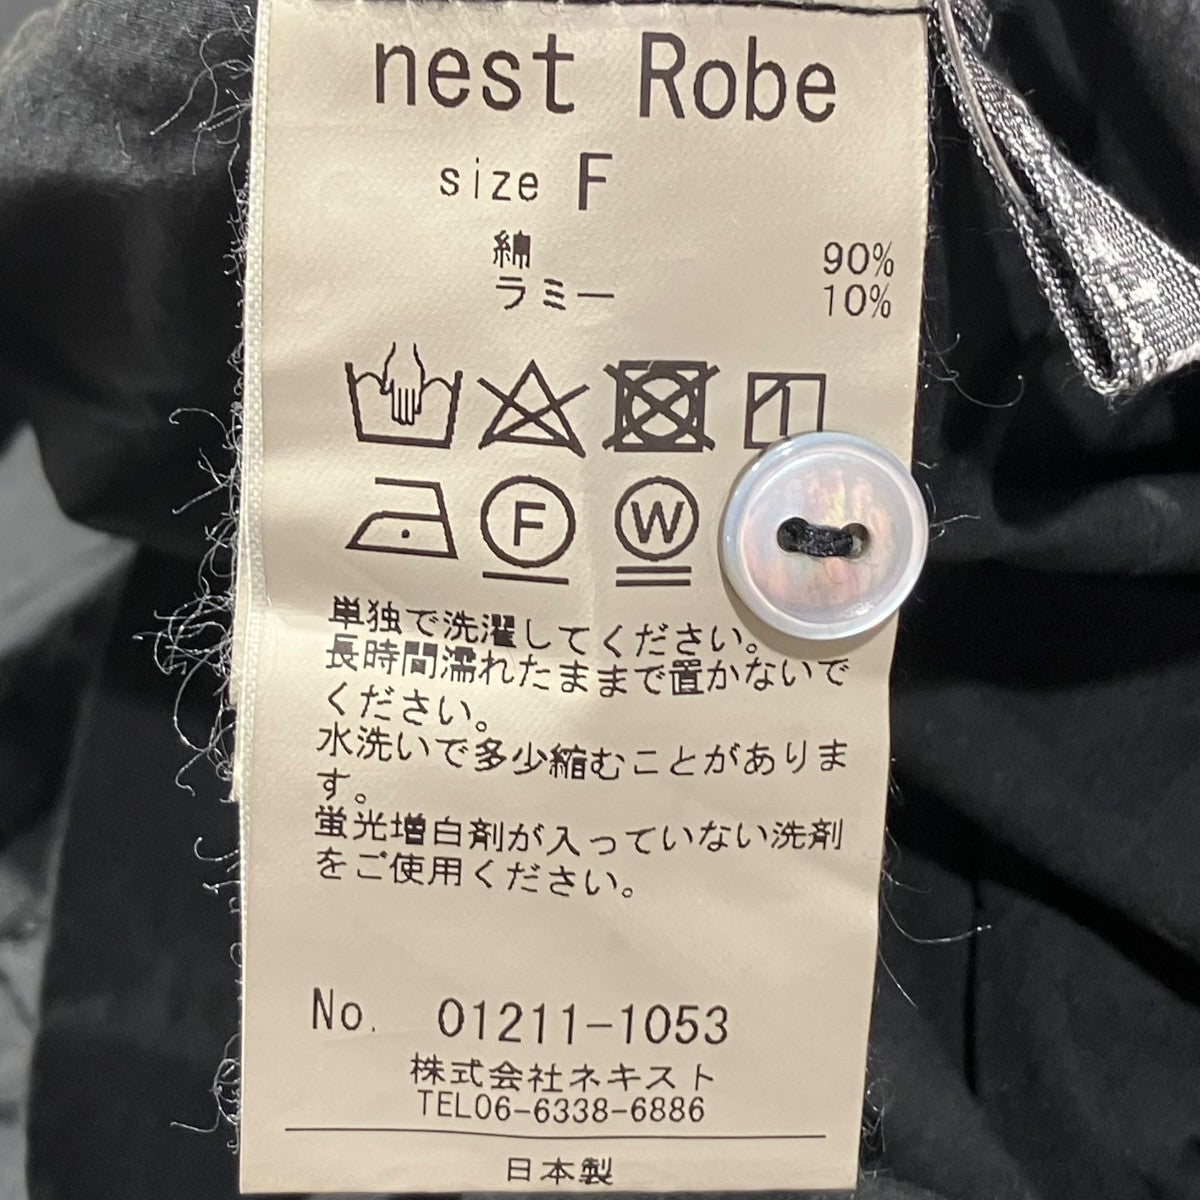 nest Robe
size F
綿 90%
ラミー 10%
F W
単独で洗濯してください。
長時間濡れたままで置かないで
ください。
水洗いで多少縮むことがありま
す。
蛍光増白剤が入っていない洗剤
をご使用ください。
No. 01211-1053
株式会社ネキスト
TEL06-6338-6886
日本製